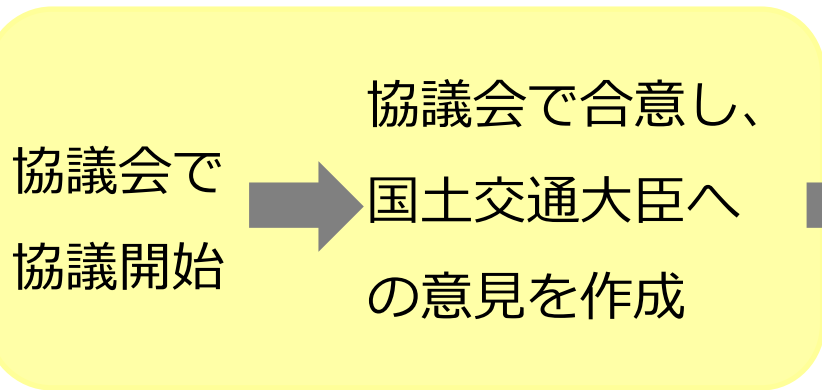 協議会で
協議開始
協議会で合意し、
国土交通大臣へ
の意見を作成